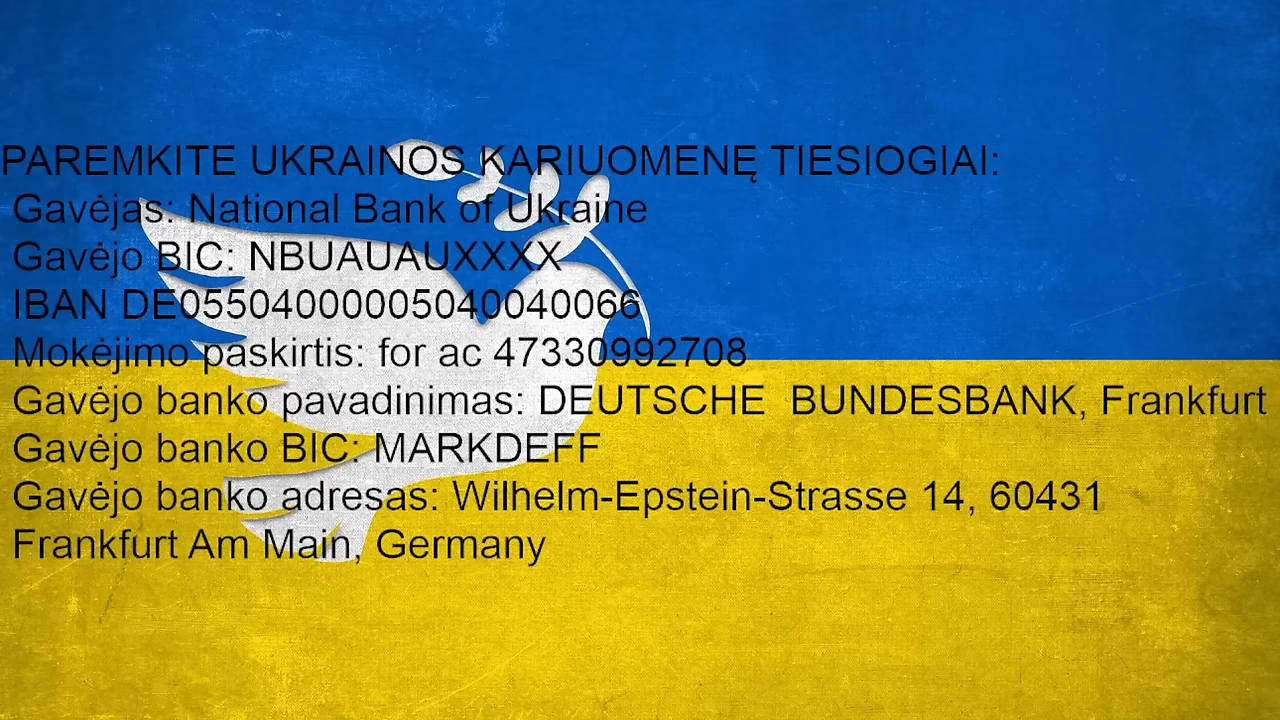 PAREMKITE UKRAINOS KARIUOMENĘ TIESIOGIAI:
Gavėjas: National Bank of Ukraine
Gavėjo BIC: NBUAUAUXXXX
IBAN DE05504000005040040066
Mokėjimo paskirtis: for ac 47330992708
Gavėjo banko pavadinimas: DEUTSCHE  BUNDESBANK, Frankfurt
Gavėjo banko BIC: MARKDEFF
Gavėjo banko adresas: Wilhelm-Epstein-Strasse 14, 60431
Frankfurt Am Main, Germany